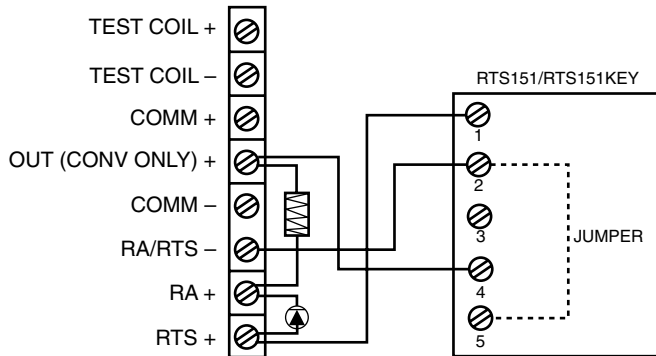 TEST COIL +
TEST COIL –
COMM +
OUT (CONV ONLY) +
COMM –
RA/RTS –
RA +
RTS +
RTS151/RTS151KEY
1
2
3
4
5
JUMPER